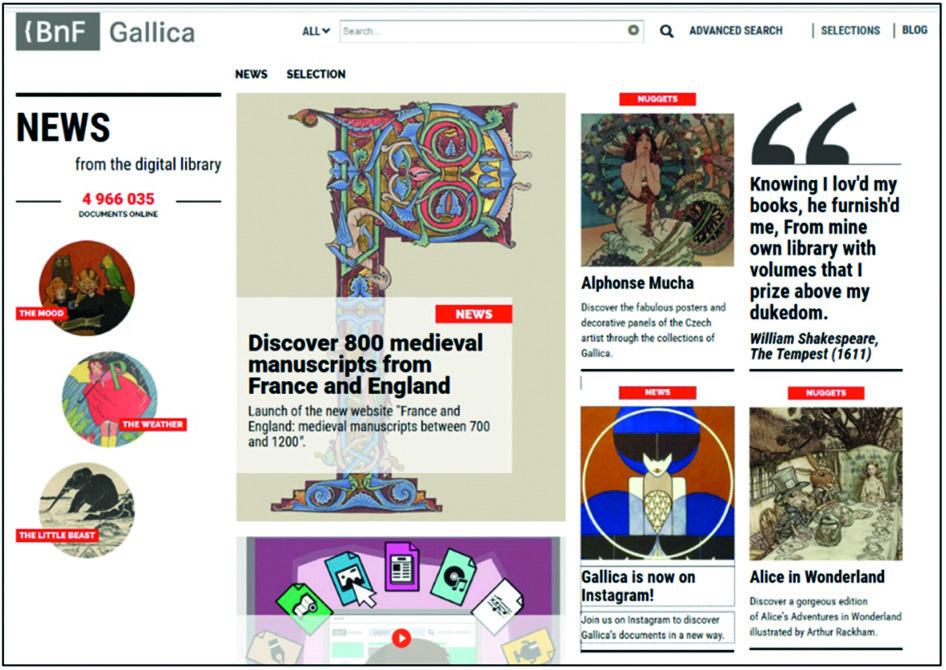 {BnF Gallica
ALL
Search...
ADVANCED SEARCH
SELECTIONS
BLOG
NEWS SELECTION
NEWS
from the digital library
4 966 035
DOCUMENTS ONLINE
THE MOOD
THE WEATHER
THE LITTLE BEAST
NEWS
Discover 800 medieval
manuscripts from
France and England
Launch of the new website "France and
England: medieval manuscripts between 700
and 1200".
NUGGETS
Alphonse Mucha
Discover the fabulous posters and
decorative panels of the Czech
artist through the collections of
Gallica.
Knowing I lov'd my
books, he furnish'd
me, From mine
own library with
volumes that I
prize above my
dukedom.
William Shakespeare,
The Tempest (1611)
NEWS
Gallica is now on
Instagram!
Join us on Instagram to discover
Gallica's documents in a new way.
NUGGETS
Alice in Wonderland
Discover a gorgeous edition
of Alice's Adventures in Wonderland
illustrated by Arthur Rackham.